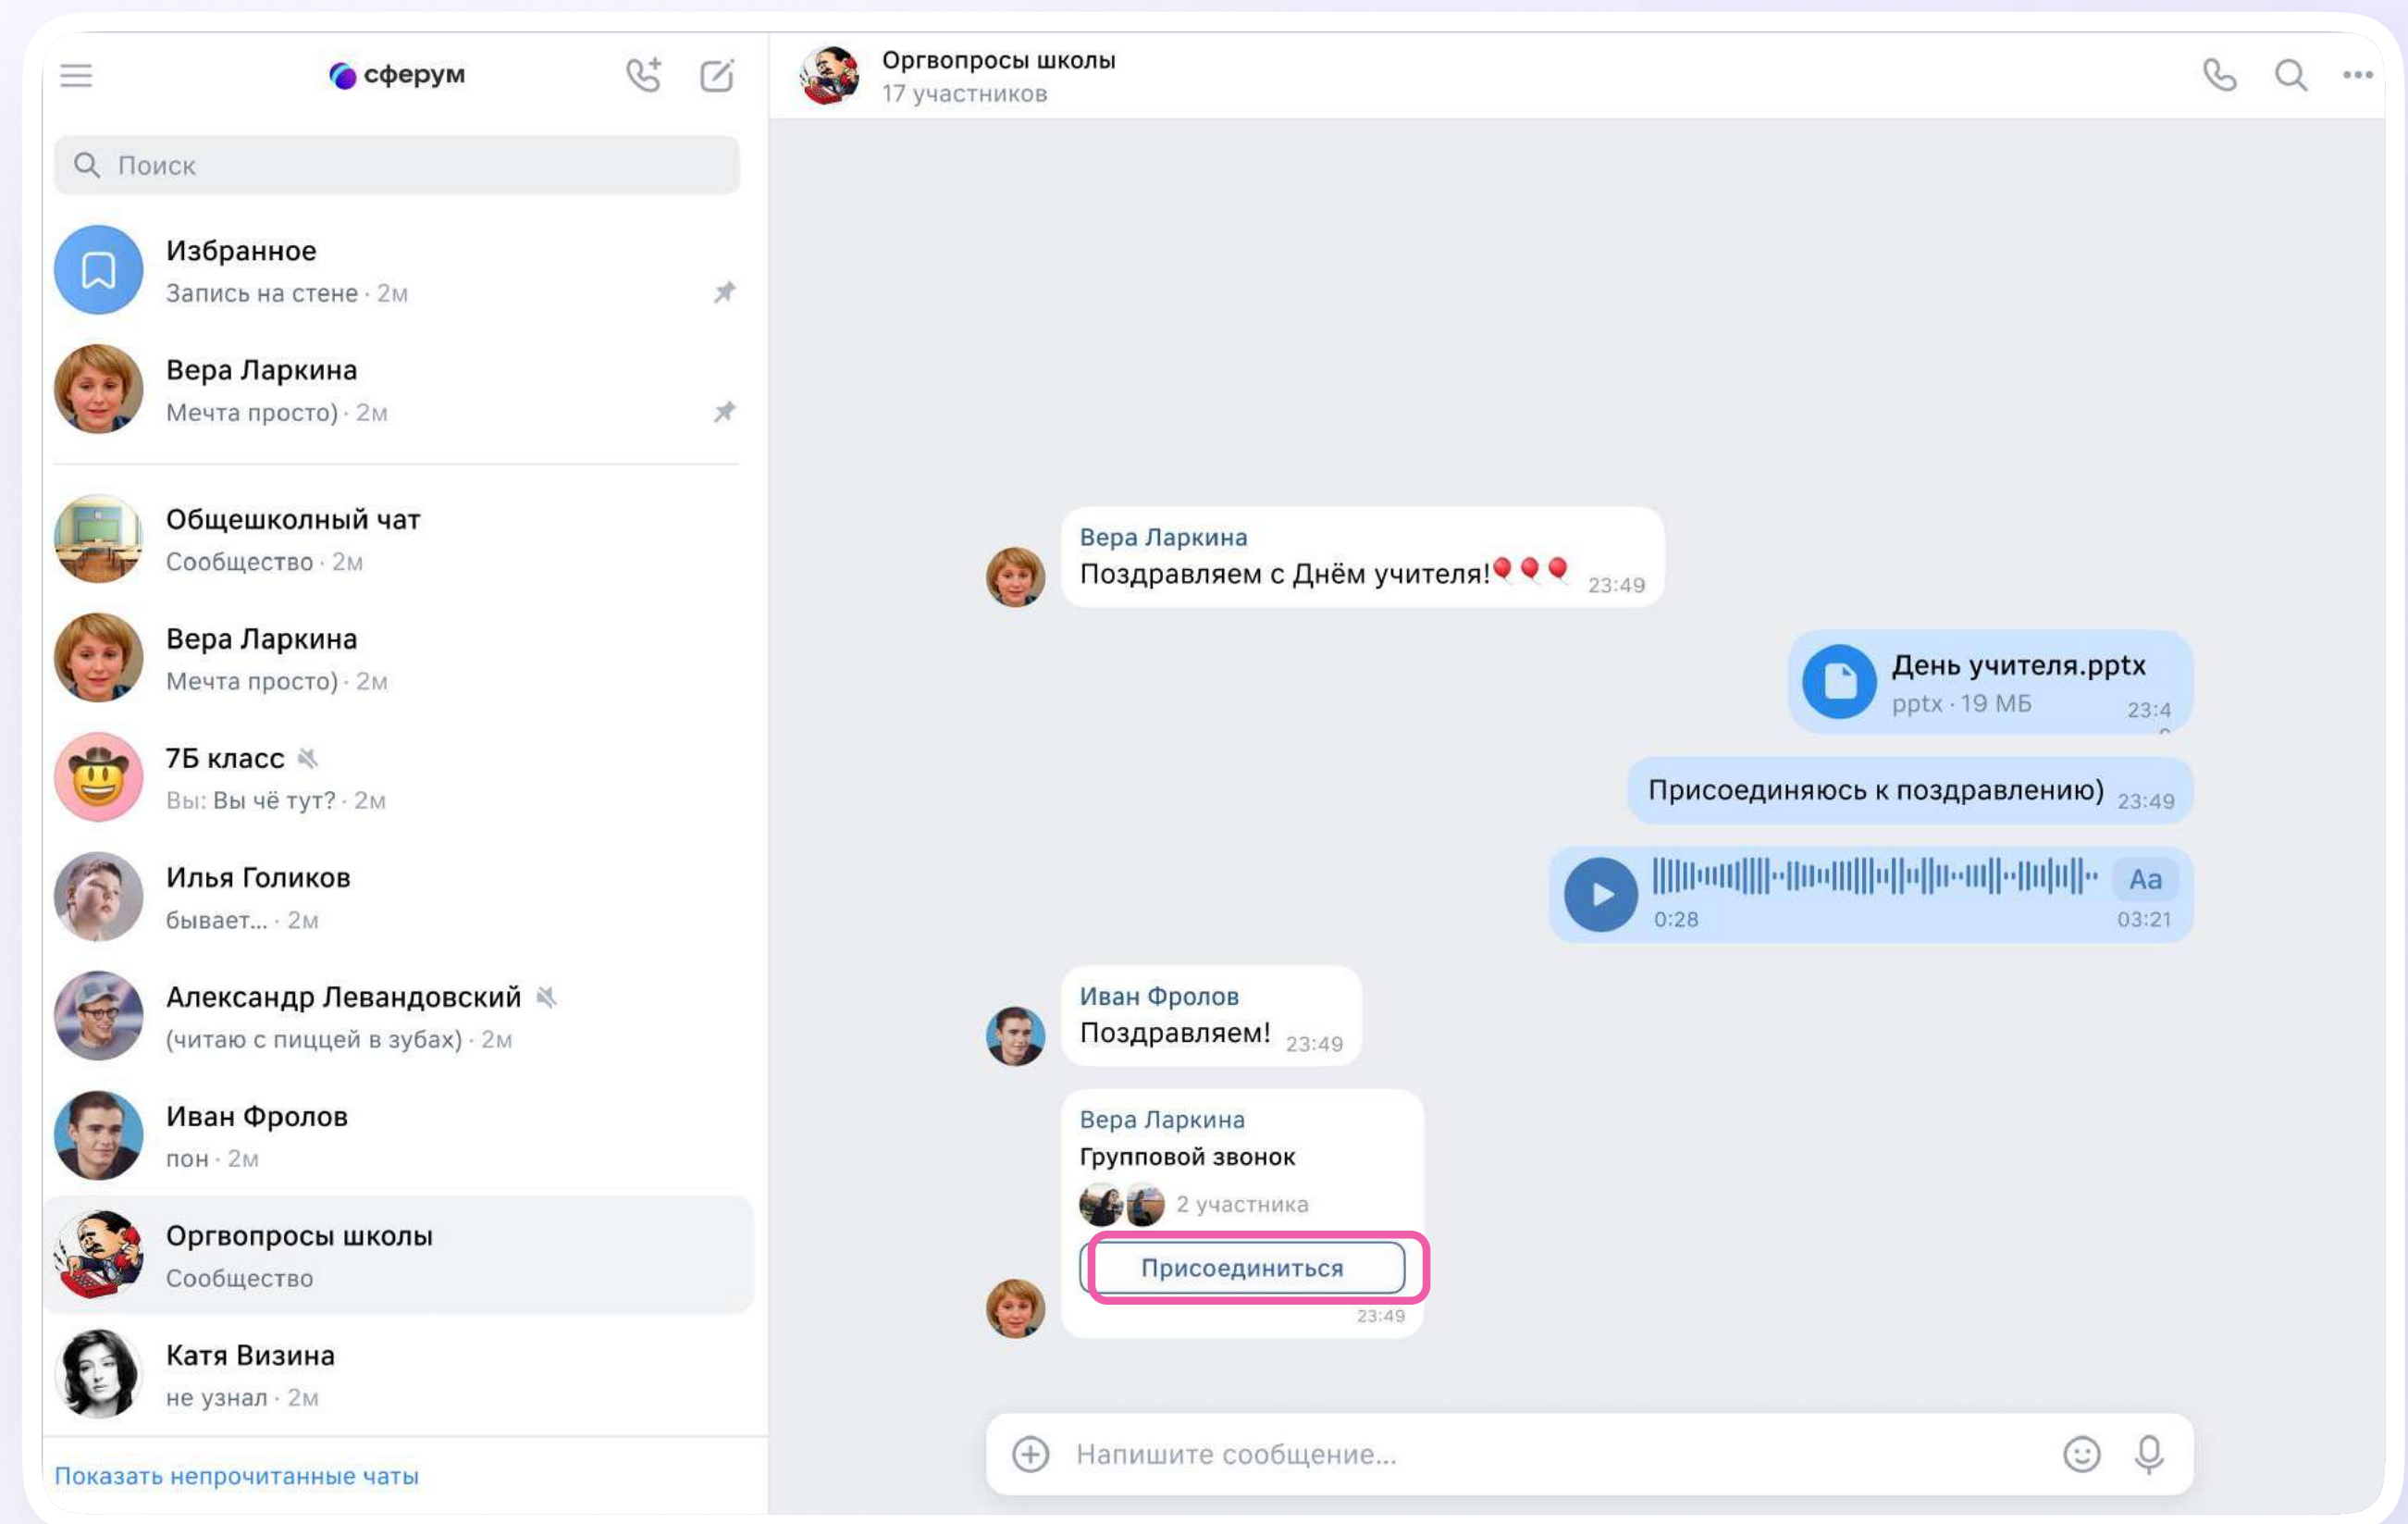 сферум
Поиск
Избранное
Запись на стене · 2м
Вера Ларкина
Мечта просто) · 2м
Общешколный чат
Сообщество · 2м
Вера Ларкина
Мечта просто) · 2м
7Б класс
Вы: Вы чё тут? · 2м
Илья Голиков
бывает... · 2м
Александр Левандовский
(читаю с пиццей в зубах) · 2м
Иван Фролов
пон · 2м
Оргвопросы школы
Сообщество
Катя Визина
не узнал · 2м
Показать непрочитанные чаты
Оргвопросы школы
17 участников
Вера Ларкина
Поздравляем с Днём учителя!🎈🎈🎈 23:49
День учителя.pptx
pptx · 19 МБ 23:4
Присоединяюсь к поздравлению) 23:49
Aa
0:28 03:21
Иван Фролов
Поздравляем! 23:49
Вера Ларкина
Групповой звонок
2 участника
Присоединиться
23:49
Напишите сообщение...